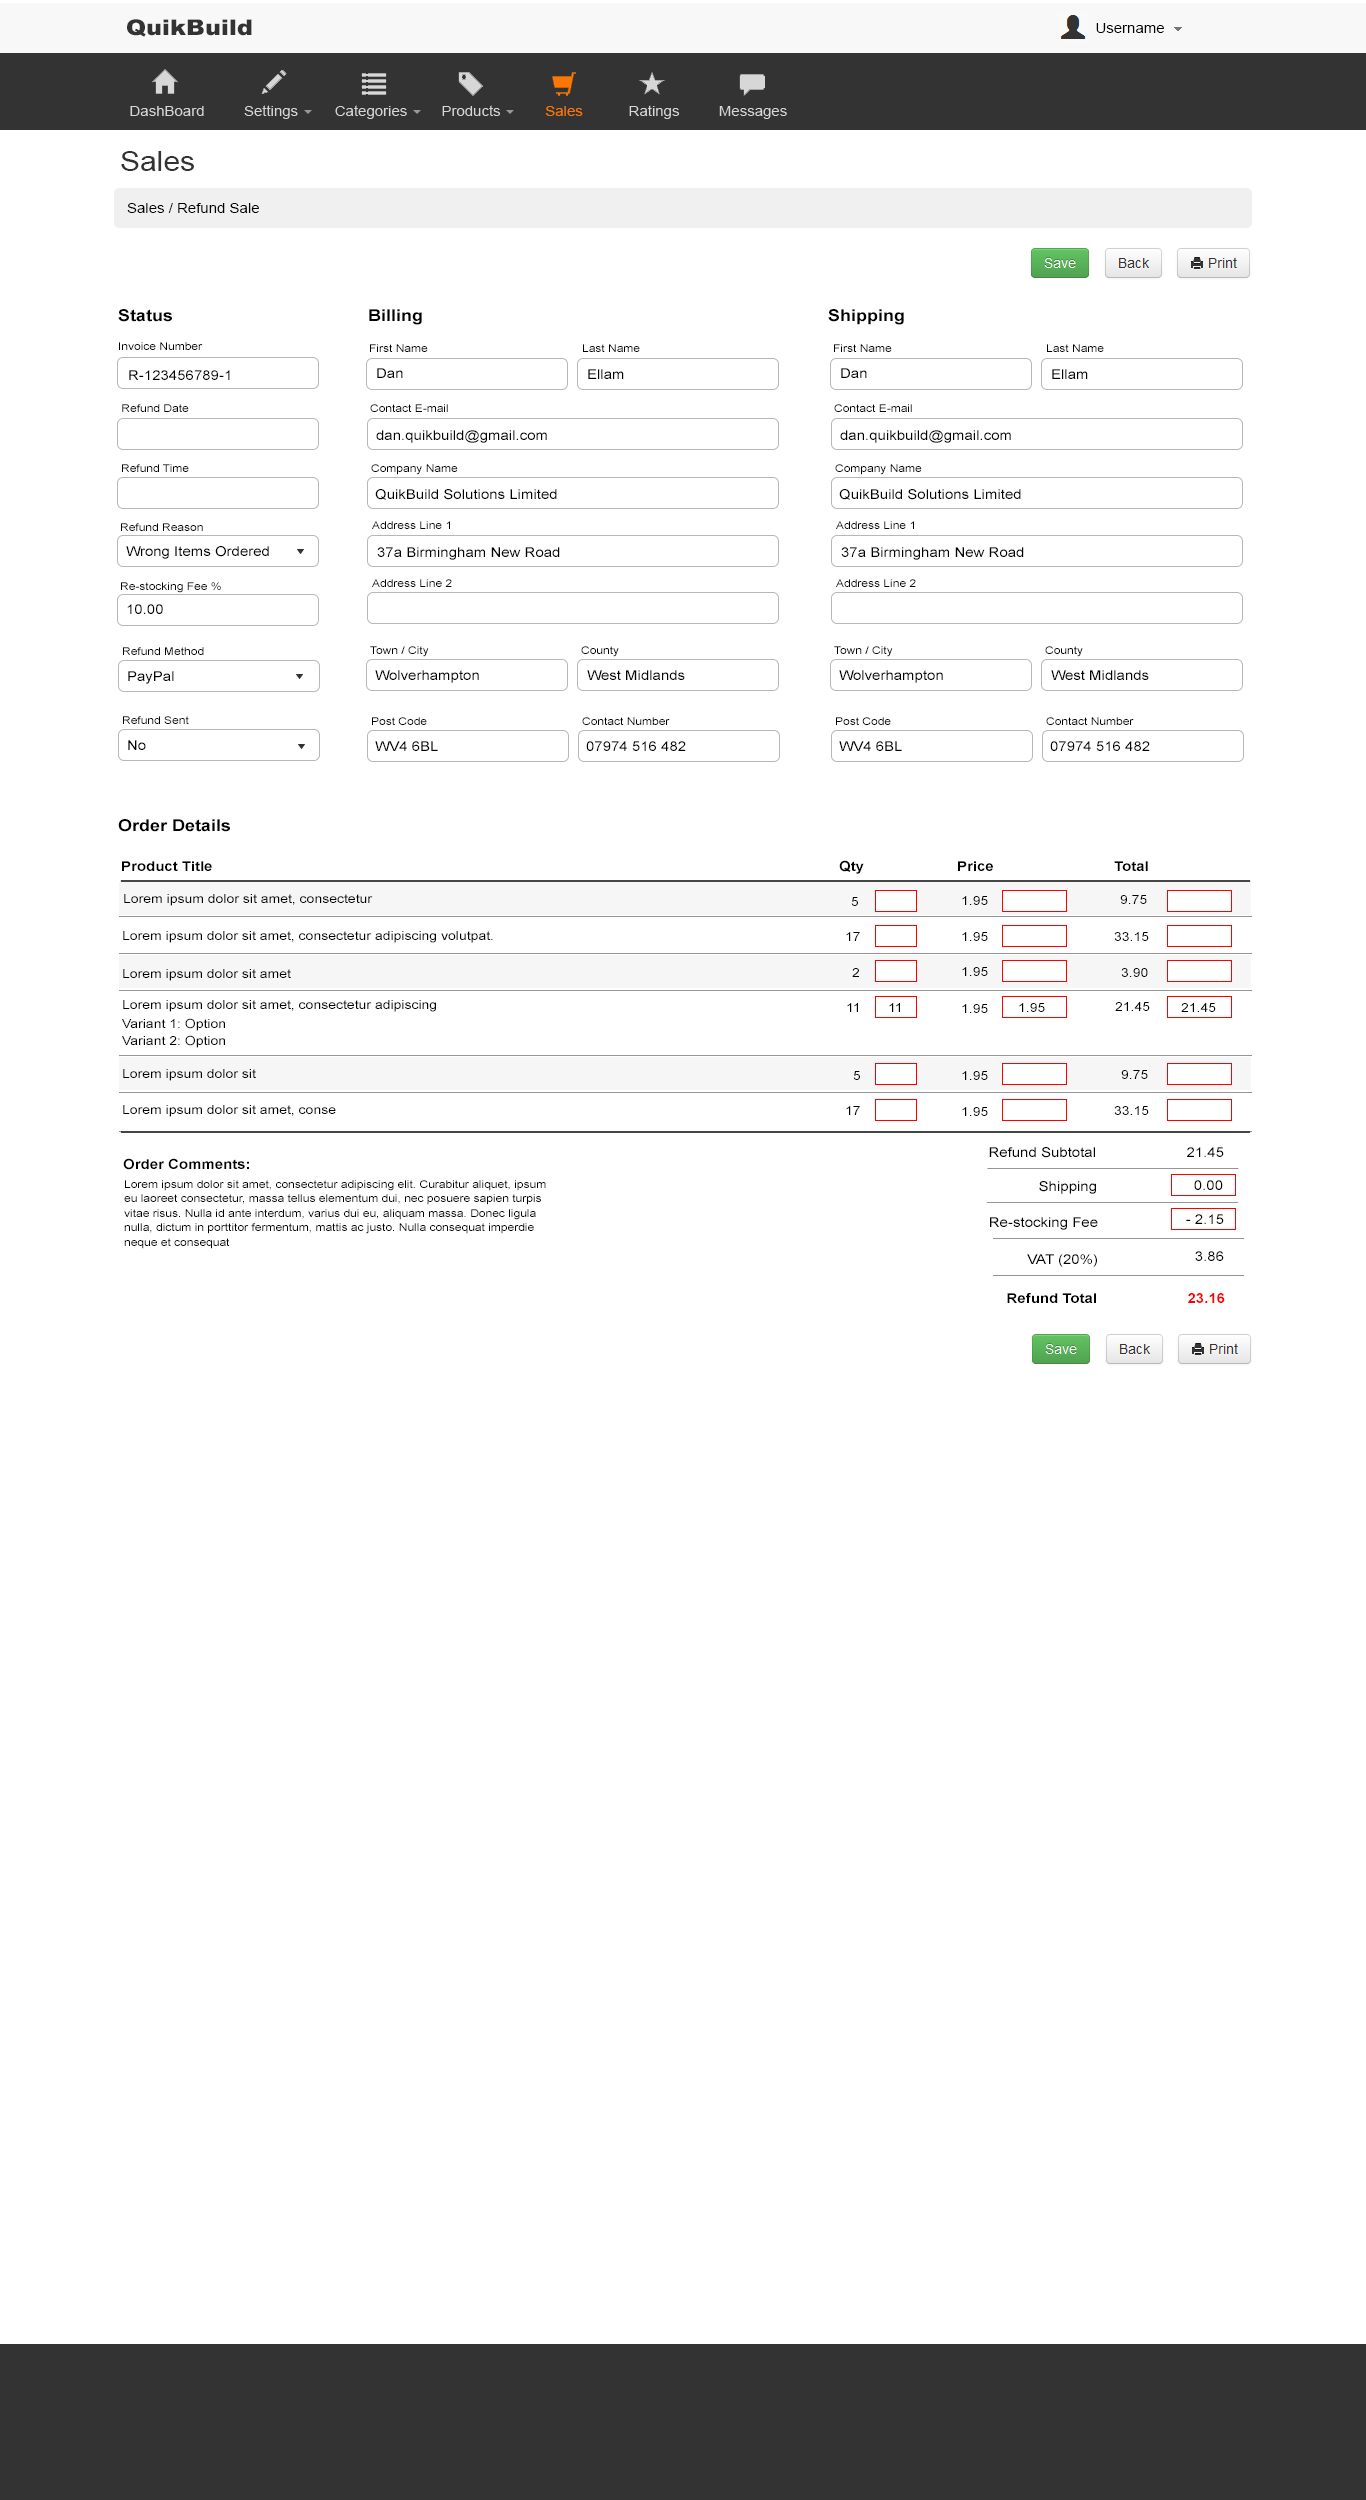 QuikBuild
Username
DashBoard Settings Categories Products Sales Ratings Messages
Sales
Sales / Refund Sale
Save Back Print
Status Billing Shipping
Invoice Number First Name Last Name First Name Last Name
R-123456789-1 Dan Ellam Dan Ellam
Refund Date Contact E-mail Contact E-mail
dan.quikbuild@gmail.com dan.quikbuild@gmail.com
Refund Time Company Name Company Name
QuikBuild Solutions Limited QuikBuild Solutions Limited
Refund Reason Address Line 1 Address Line 1
Wrong Items Ordered 37a Birmingham New Road 37a Birmingham New Road
Re-stocking Fee % Address Line 2 Address Line 2
10.00
Refund Method Town / City County Town / City County
PayPal Wolverhampton West Midlands Wolverhampton West Midlands
Refund Sent Post Code Contact Number Post Code Contact Number
No WV4 6BL 07974 516 482 WV4 6BL 07974 516 482
Order Details
Product Title Qty Price Total
Lorem ipsum dolor sit amet, consectetur 5 1.95 9.75
Lorem ipsum dolor sit amet, consectetur adipiscing volutpat. 17 1.95 33.15
Lorem ipsum dolor sit amet 2 1.95 3.90
Lorem ipsum dolor sit amet, consectetur adipiscing 11 11 1.95 1.95 21.45 21.45
Variant 1: Option
Variant 2: Option
Lorem ipsum dolor sit 5 1.95 9.75
Lorem ipsum dolor sit amet, conse 17 1.95 33.15
Order Comments:
Lorem ipsum dolor sit amet, consectetur adipiscing elit. Curabitur aliquet, ipsum
eu laoreet consectetur, massa tellus elementum dui, nec posuere sapien turpis
vitae risus. Nulla id ante interdum, varius dui eu, aliquam massa. Donec ligula
nulla, dictum in porttitor fermentum, mattis ac justo. Nulla consequat imperdie
neque et consequat
Refund Subtotal 21.45
Shipping 0.00
Re-stocking Fee - 2.15
VAT (20%) 3.86
Refund Total 23.16
Save Back Print